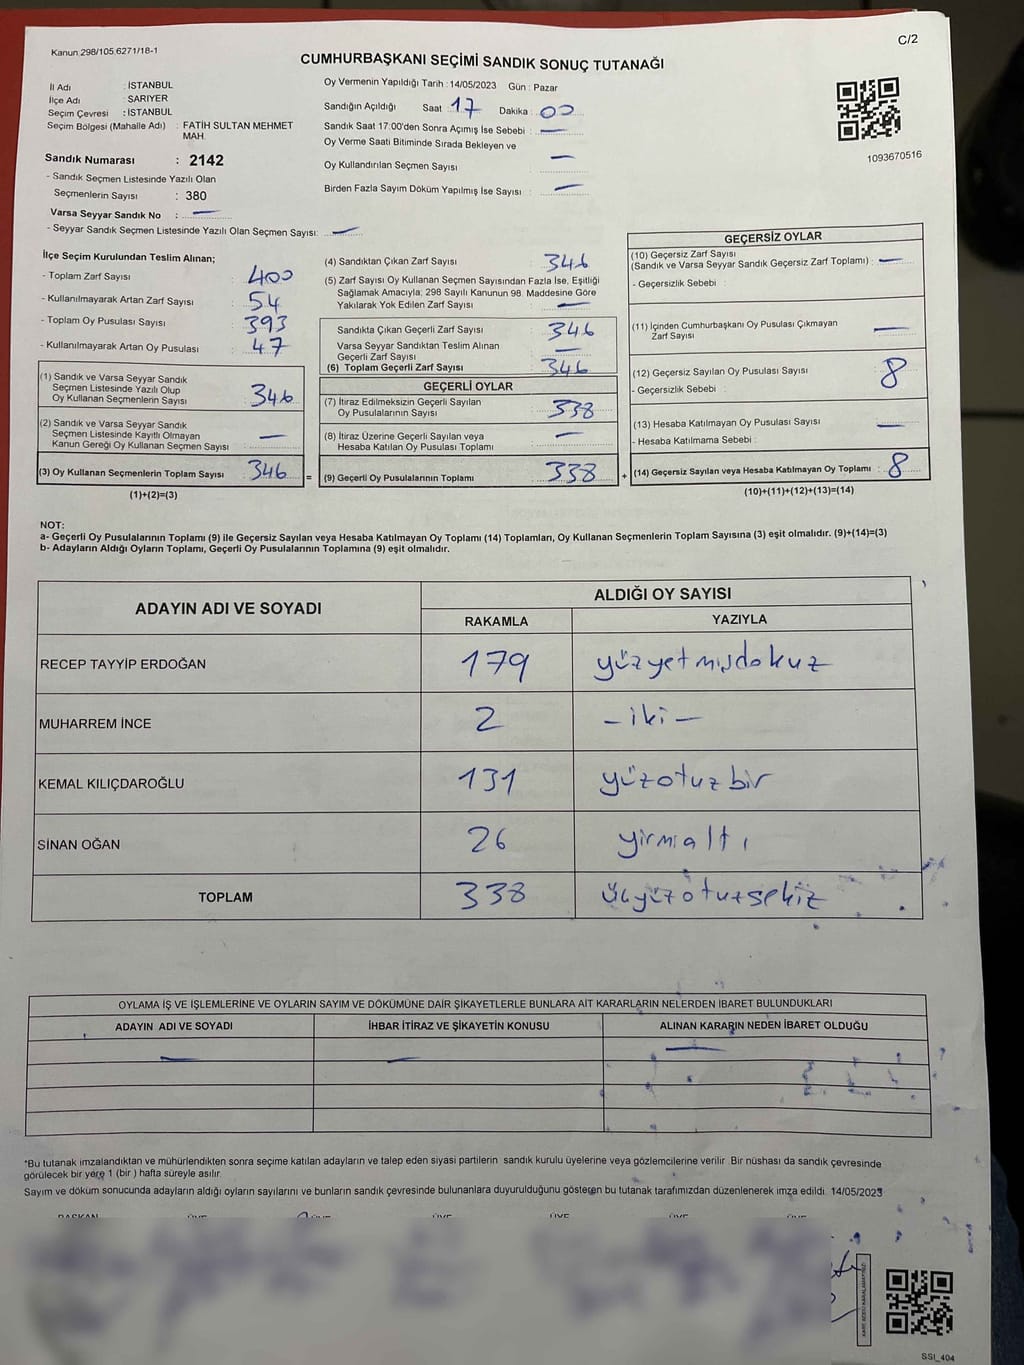 Kanun 298/105,6271/18-1
C/2
CUMHURBAŞKANI SEÇİMİ SANDIK SONUÇ TUTANAĞI
İl Adı : İSTANBUL
İlçe Adı : SARIYER
Seçim Çevresi : İSTANBUL
Seçim Bölgesi (Mahalle Adı) : FATİH SULTAN MEHMET
MAH.
Sandık Numarası : 2142
- Sandık Seçmen Listesinde Yazılı Olan
Seçmenlerin Sayısı : 380
Varsa Seyyar Sandık No : —
- Seyyar Sandık Seçmen Listesinde Yazılı Olan Seçmen Sayısı: —
Oy Vermenin Yapıldığı Tarih : 14/05/2023 Gün : Pazar
Sandığın Açıldığı Saat 17 Dakika : 00
Sandık Saat 17:00'den Sonra Açımış İse Sebebi : —
Oy Verme Saati Bitiminde Sırada Bekleyen ve
Oy Kullandırılan Seçmen Sayısı —
Birden Fazla Sayım Döküm Yapılmış İse Sayısı : —
1093670516
İlçe Seçim Kurulundan Teslim Alınan;
- Toplam Zarf Sayısı : 400
- Kullanılmayarak Artan Zarf Sayısı : 54
- Toplam Oy Pusulası Sayısı : 393
- Kullanılmayarak Artan Oy Pusulası : 47
(1) Sandık ve Varsa Seyyar Sandık
Seçmen Listesinde Yazılı Olup
Oy Kullanan Seçmenlerin Sayısı 346
(2) Sandık ve Varsa Seyyar Sandık
Seçmen Listesinde Kayıtlı Olmayan
Kanun Gereği Oy Kullanan Seçmen Sayısı : —
(3) Oy Kullanan Seçmenlerin Toplam Sayısı 346 =
(1)+(2)=(3)
(4) Sandıktan Çıkan Zarf Sayısı : 346
(5) Zarf Sayısı Oy Kullanan Seçmen Sayısından Fazla İse, Eşitliği
Sağlamak Amacıyla; 298 Sayılı Kanunun 98. Maddesine Göre
Yakılarak Yok Edilen Zarf Sayısı : —
Sandıkta Çıkan Geçerli Zarf Sayısı : 346
Varsa Seyyar Sandıktan Teslim Alınan
Geçerli Zarf Sayısı : —
(6) Toplam Geçerli Zarf Sayısı : 346
GEÇERLİ OYLAR
(7) İtiraz Edilmeksizin Geçerli Sayılan
Oy Pusulalarının Sayısı : 338
(8) İtiraz Üzerine Geçerli Sayılan veya
Hesaba Katılan Oy Pusulası Toplamı : —
(9) Geçerli Oy Pusulalarının Toplamı : 338 +
GEÇERSİZ OYLAR
(10) Geçersiz Zarf Sayısı
(Sandık ve Varsa Seyyar Sandık Geçersiz Zarf Toplamı) : —
- Geçersizlik Sebebi :
(11) İçinden Cumhurbaşkanı Oy Pusulası Çıkmayan
Zarf Sayısı : —
(12) Geçersiz Sayılan Oy Pusulası Sayısı : 8
- Geçersizlik Sebebi :
(13) Hesaba Katılmayan Oy Pusulası Sayısı : —
- Hesaba Katılmama Sebebi :
(14) Geçersiz Sayılan veya Hesaba Katılmayan Oy Toplamı : 8
(10)+(11)+(12)+(13)=(14)
NOT:
a- Geçerli Oy Pusulalarının Toplamı (9) ile Geçersiz Sayılan veya Hesaba Katılmayan Oy Toplamı (14) Toplamları, Oy Kullanan Seçmenlerin Toplam Sayısına (3) eşit olmalıdır. (9)+(14)=(3)
b- Adayların Aldığı Oyların Toplamı, Geçerli Oy Pusulalarının Toplamına (9) eşit olmalıdır.
ADAYIN ADI VE SOYADI
ALDIĞI OY SAYISI
RAKAMLA YAZIYLA
RECEP TAYYİP ERDOĞAN 179 yüzyetmişdokuz
MUHARREM İNCE 2 – iki –
KEMAL KILIÇDAROĞLU 131 yüzotuzbir
SİNAN OĞAN 26 yirmialtı
TOPLAM 338 üçyüzotuzsekiz
OYLAMA İŞ VE İŞLEMLERİNE VE OYLARIN SAYIM VE DÖKÜMÜNE DAİR ŞİKAYETLERLE BUNLARA AİT KARARLARIN NELERDEN İBARET BULUNDUKLARI
ADAYIN ADI VE SOYADI İHBAR İTİRAZ VE ŞİKAYETİN KONUSU ALINAN KARARIN NEDEN İBARET OLDUĞU
— — —
*Bu tutanak imzalandıktan ve mühürlendikten sonra seçime katılan adayların ve talep eden siyasi partilerin sandık kurulu üyelerine veya gözlemcilerine verilir. Bir nüshası da sandık çevresinde
görülecek bir yere 1 (bir ) hafta süreyle asılır.
Sayım ve döküm sonucunda adayların aldığı oyların sayılarını ve bunların sandık çevresinde bulunanlara duyurulduğunu gösteren bu tutanak tarafımızdan düzenlenerek imza edildi. 14/05/2023
BAŞKAN ÜYE ÜYE ÜYE ÜYE ÜYE ÜYE
SSI_404